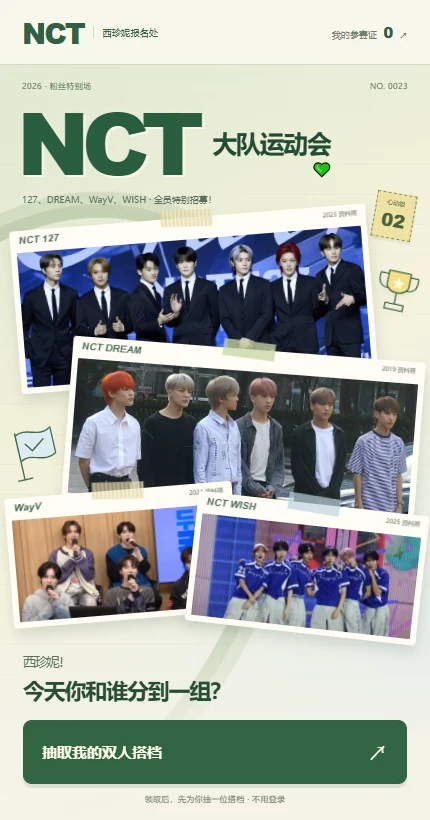 NCT 西珍妮报名处 我的参赛证 0 ↗
2026 · 粉丝特别场 NO. 0023
NCT 大队运动会
127、DREAM、WayV、WISH · 全员特别招募!
心动组
02
NCT 127 2023 资料照
NCT DREAM 2019 资料照
WayV
NCT WISH 2025 资料照
西珍妮!
今天你和谁分到一组?
抽取我的双人搭档 ↗
领取后，先为你抽一位搭档 · 不用登录